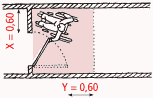 X = 0,60
Y = 0,60